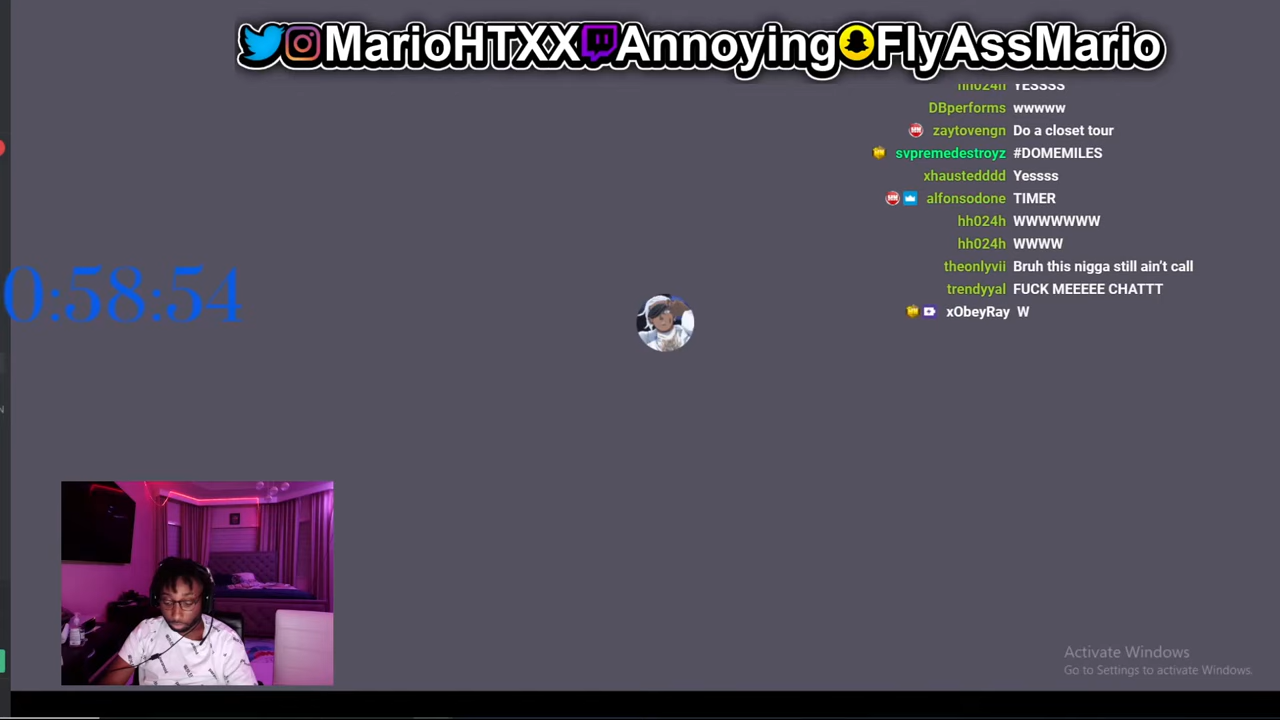 MarioHTXX Annoying FlyAssMario
hh024h YESSSS
DBperforms wwwww
zaytovengn Do a closet tour
svpremedestroyz #DOMEMILES
xhaustedddd Yessss
alfonsodone TIMER
hh024h WWWWWWW
hh024h WWWW
theonlyvii Bruh this nigga still ain't call
trendyyal FUCK MEEEEE CHATTT
xObeyRay W
0:58:54
N
Activate Windows
Go to Settings to activate Windows.